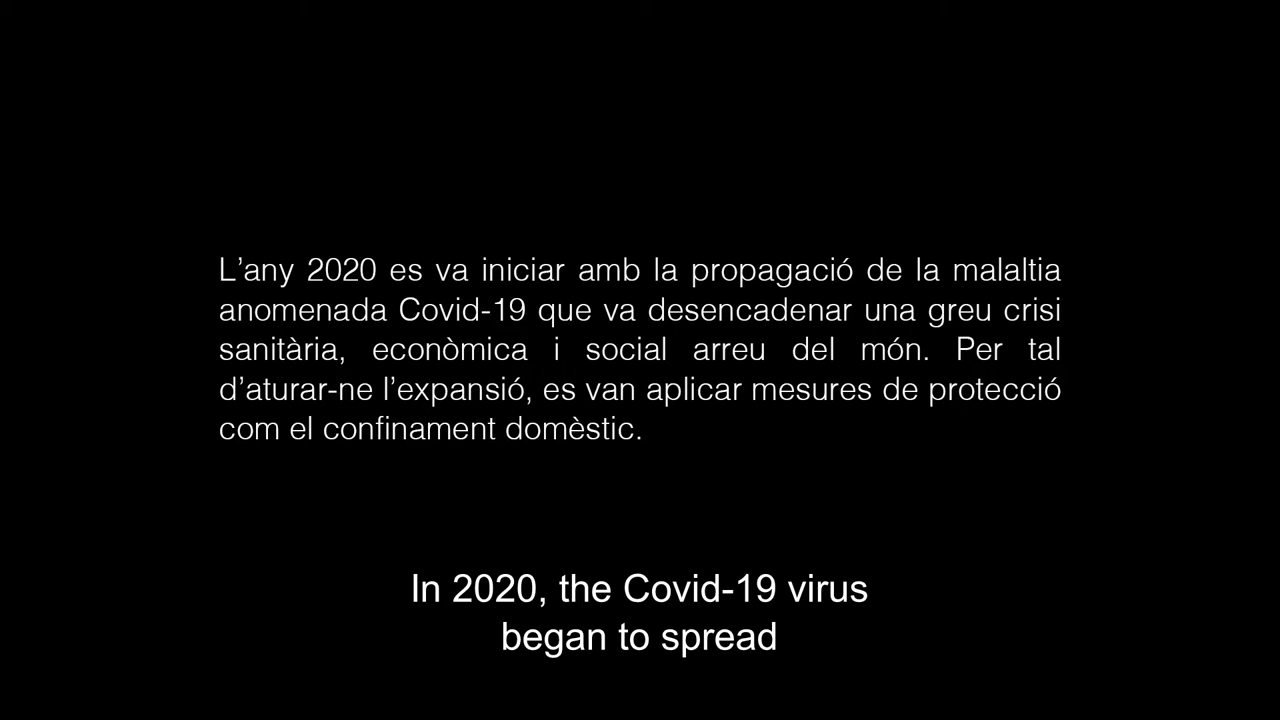 L’any 2020 es va iniciar amb la propagació de la malaltia
anomenada Covid-19 que va desencadenar una greu crisi
sanitària, econòmica i social arreu del món. Per tal
d’aturar-ne l’expansió, es van aplicar mesures de protecció
com el confinament domèstic.
In 2020, the Covid-19 virus
began to spread